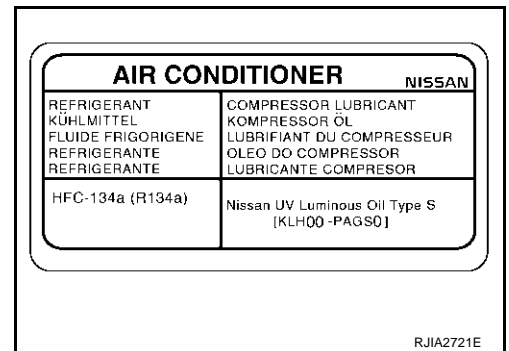 AIR CONDITIONER NISSAN
REFRIGERANT
KÜHLMITTEL
FLUIDE FRIGORIGENE
REFRIGERANTE
REFRIGERANTE
COMPRESSOR LUBRICANT
KOMPRESSOR ÖL
LUBRIFIANT DU COMPRESSEUR
OLEO DO COMPRESSOR
LUBRICANTE COMPRESOR
HFC-134a (R134a)
Nissan UV Luminous Oil Type S
[KLH00-PAGS0]
RJIA2721E